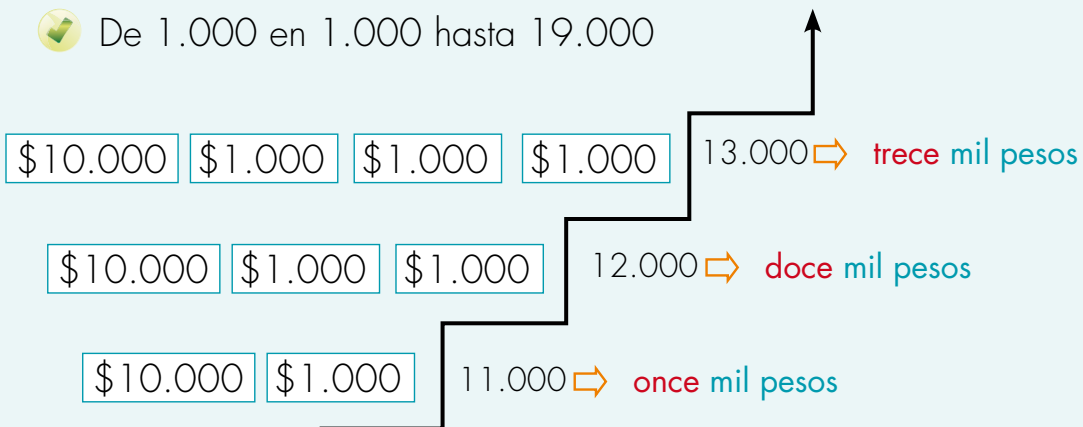 De 1.000 en 1.000 hasta 19.000
$10.000 $1.000 $1.000 $1.000 13.000 trece mil pesos
$10.000 $1.000 $1.000 12.000 doce mil pesos
$10.000 $1.000 11.000 once mil pesos